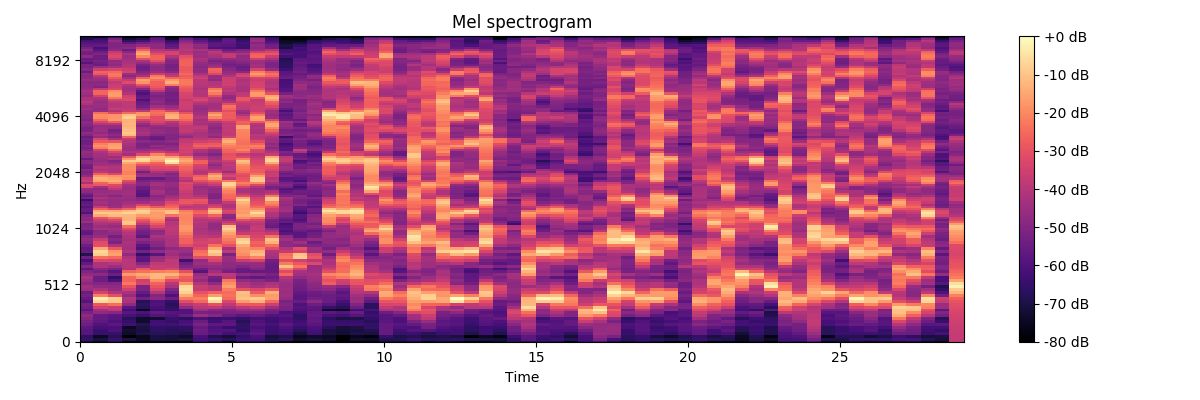 Mel spectrogram
Hz
8192
4096
2048
1024
512
0
0 5 10 15 20 25
Time
+0 dB
-10 dB
-20 dB
-30 dB
-40 dB
-50 dB
-60 dB
-70 dB
-80 dB